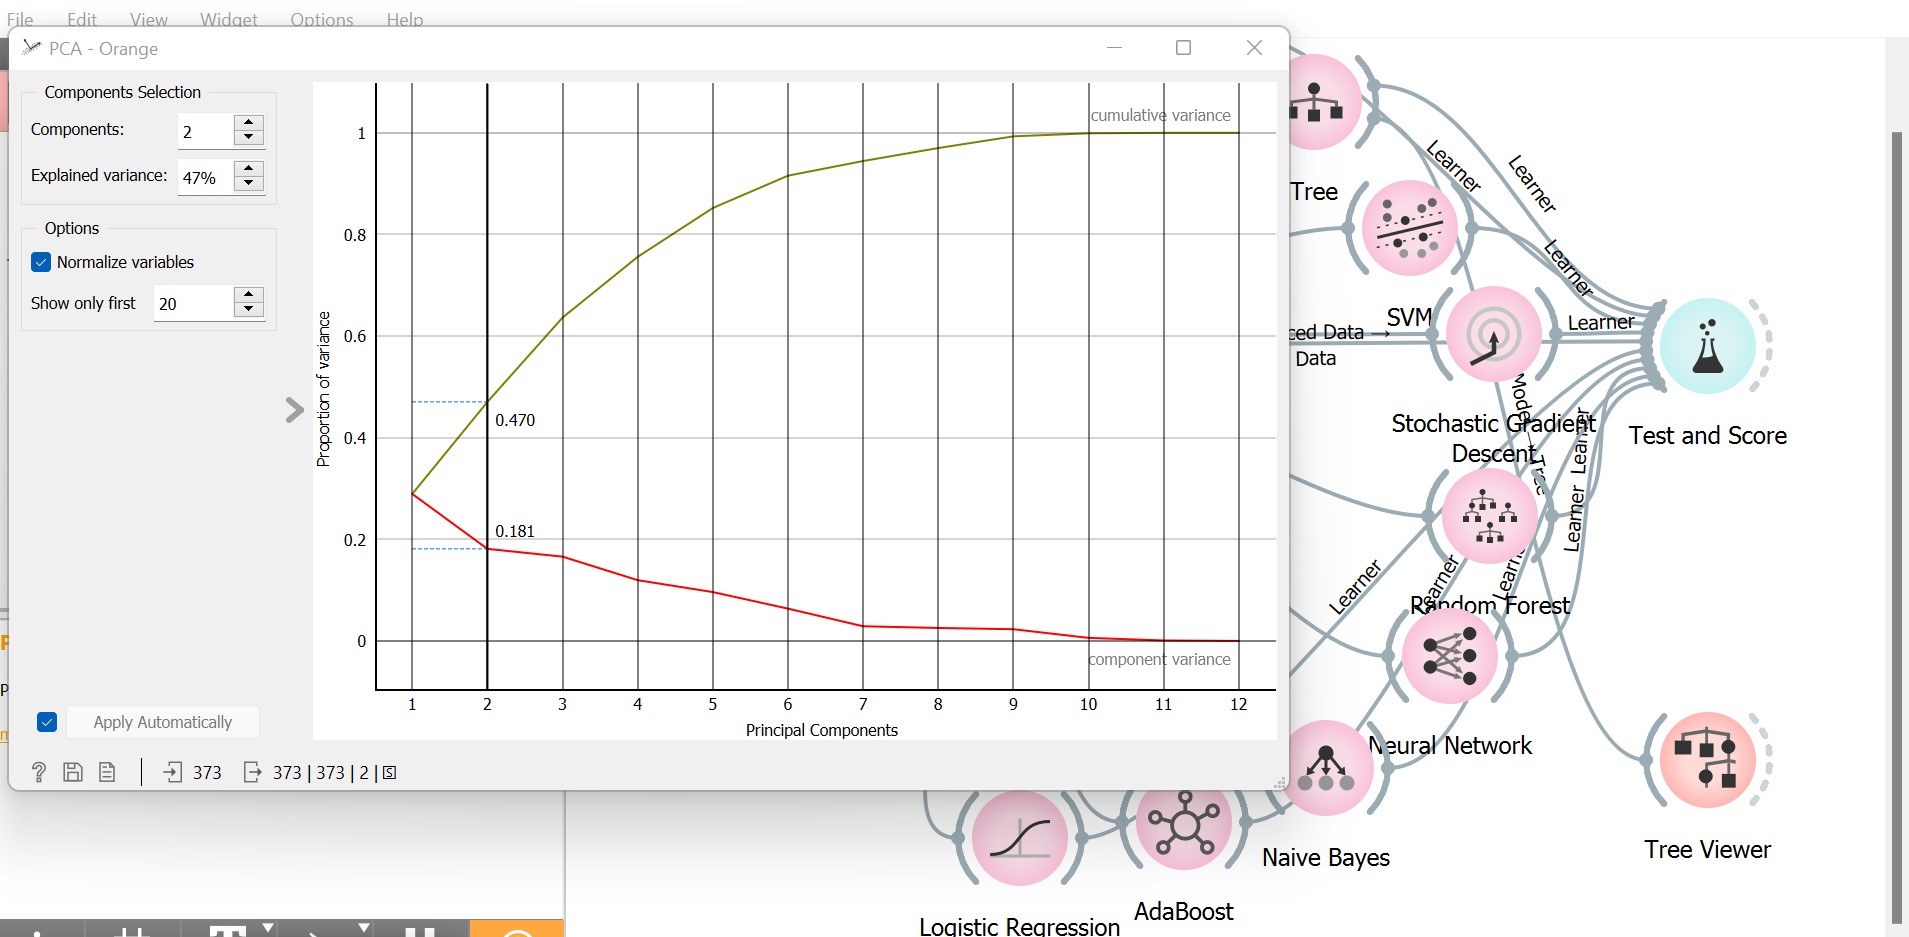 File Edit View Widget Options Help
PCA - Orange
Components Selection
Components: 2
Explained variance: 47%
Options
Normalize variables
Show only first 20
Apply Automatically
373
373 | 373 | 2 |
cumulative variance
1
0.8
0.6
0.4
0.2
0
0.470
0.181
component variance
Proportion of variance
1 2 3 4 5 6 7 8 9 10 11 12
Principal Components
Tree
Learner
Learner
Learner
SVM
Learner
ced Data →
Data
Model → Tree
Stochastic Gradient
Descent
Test and Score
Learner
Learner
Learner
Learner
Random Forest
Neural Network
Naive Bayes
Tree Viewer
AdaBoost
Logistic Regression